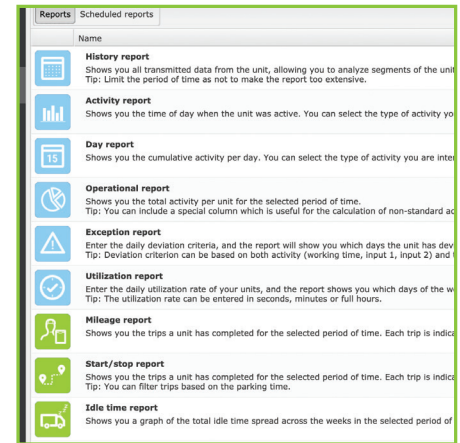 Reports Scheduled reports
Name
History report
Shows you all transmitted data from the unit, allowing you to analyze segments of the unit
Tip: Limit the period of time as not to make the report too extensive.
Activity report
Shows you the time of day when the unit was active. You can select the type of activity yo
15
Day report
Shows you the cumulative activity per day. You can select the type of activity you are inter
Operational report
Shows you the total activity per unit for the selected period of time.
Tip: You can include a special column which is useful for the calculation of non-standard ac
Exception report
Enter the daily deviation criteria, and the report will show you which days the unit has dev
Tip: Deviation criterion can be based on both activity (working time, input 1, input 2) and
Utilization report
Enter the daily utilization rate of your units, and the report shows you which days of the w
Tip: The utilization rate can be entered in seconds, minutes or full hours.
Mileage report
Shows you the trips a unit has completed for the selected period of time. Each trip is indica
Start/stop report
Shows you the trips a unit has completed for the selected period of time. Each trip is indica
Tip: You can filter trips based on the parking time.
Idle time report
Shows you a graph of the total idle time spread across the weeks in the selected period of